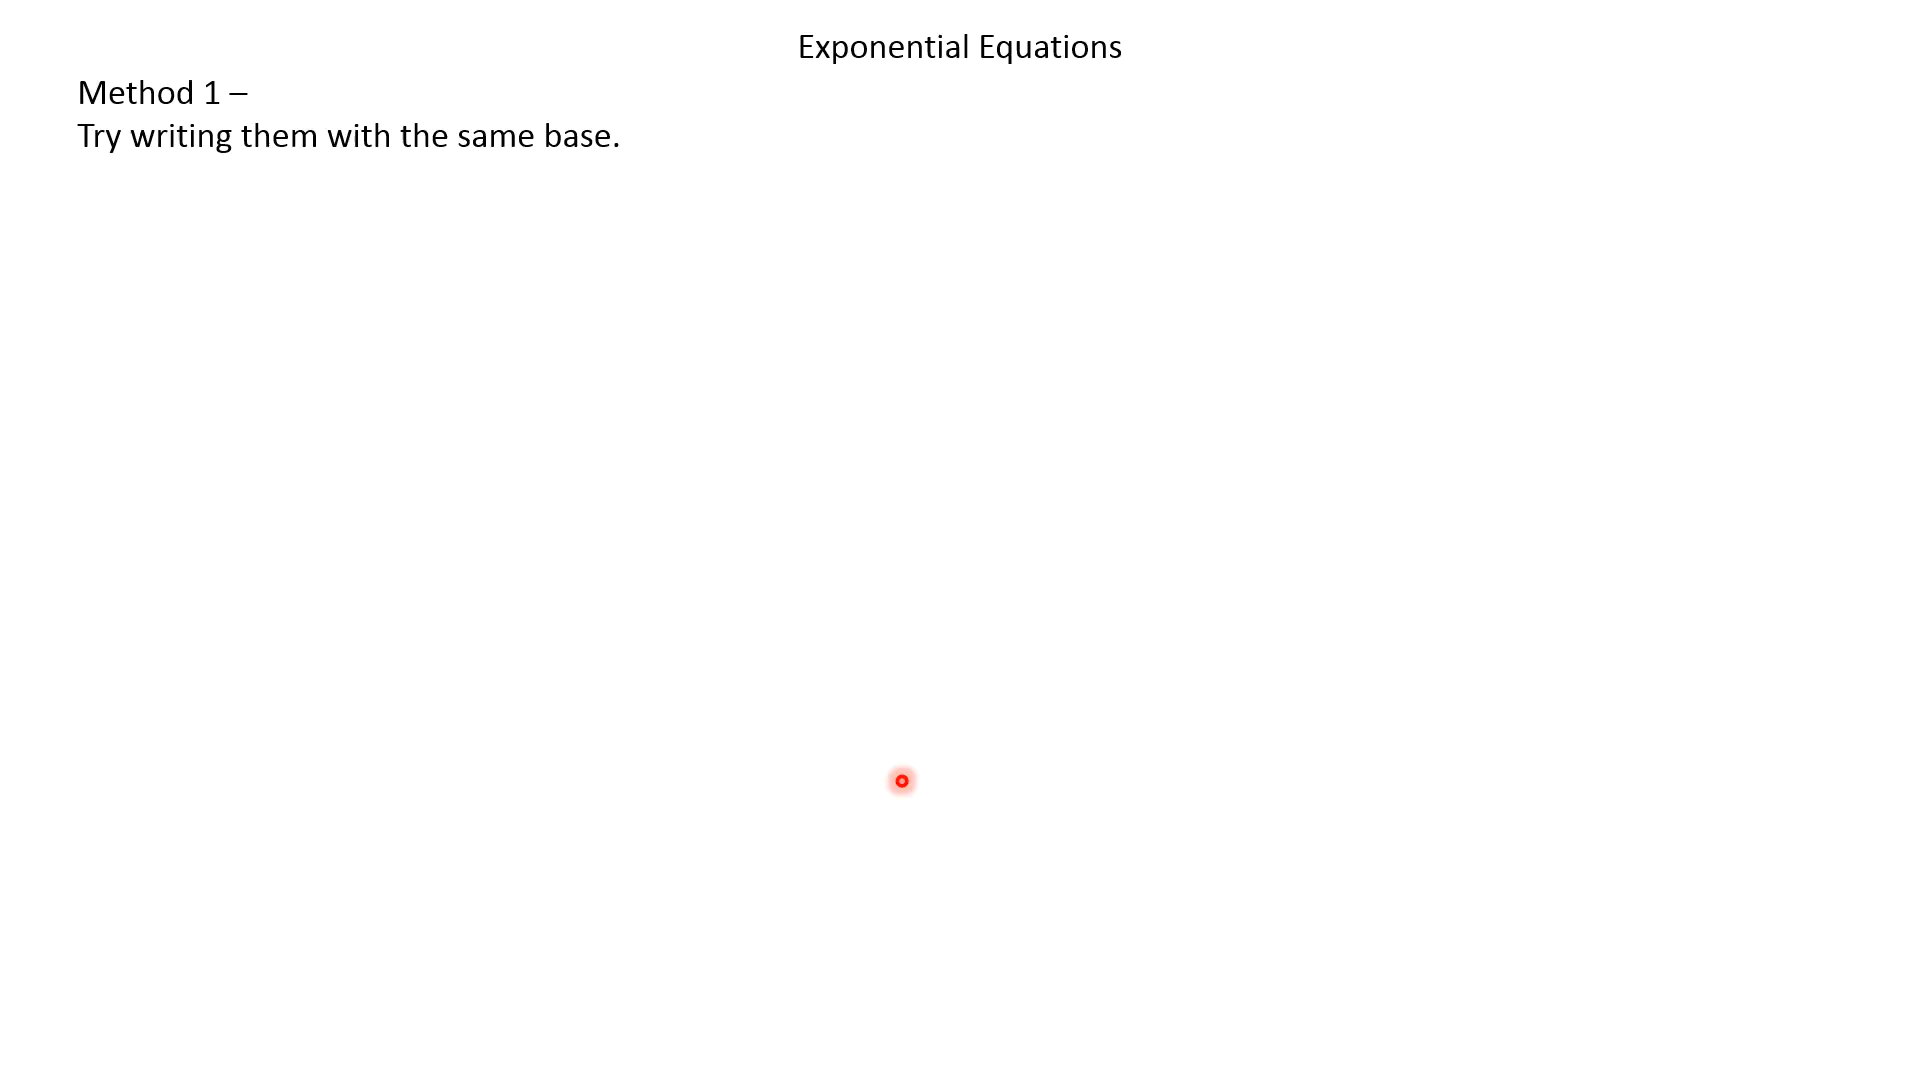 Exponential Equations
Method 1 –
Try writing them with the same base.